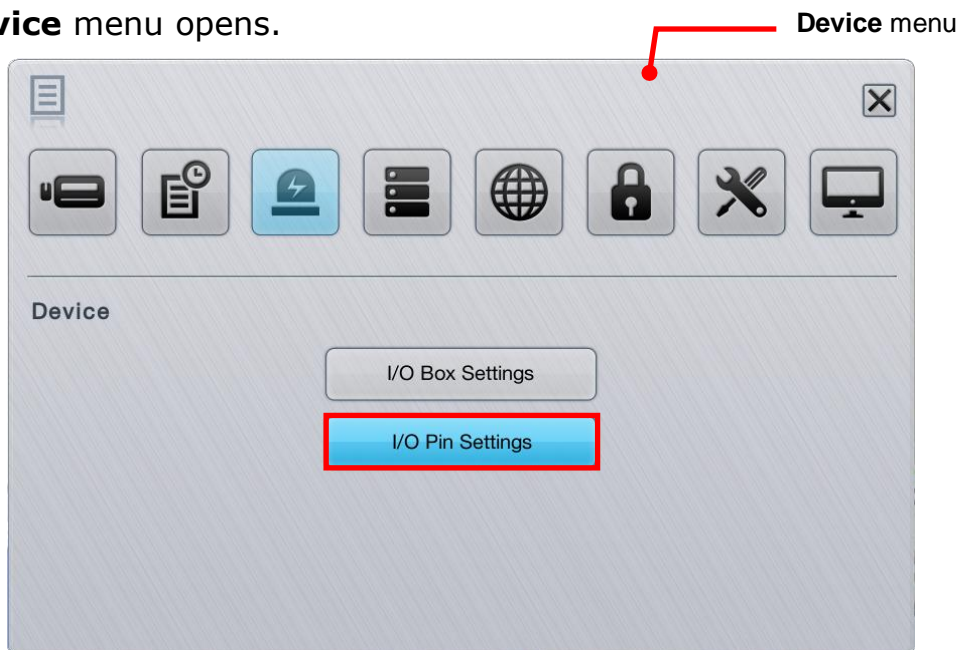 vice menu opens.
Device menu
Device
I/O Box Settings
I/O Pin Settings